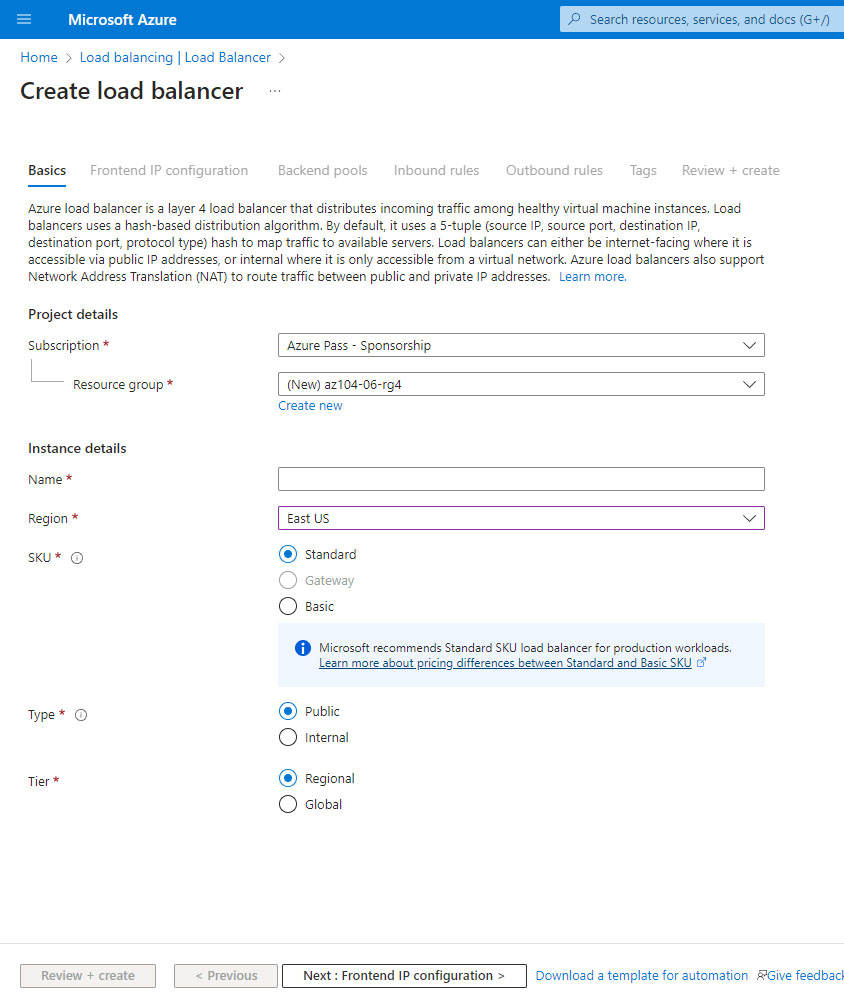 Microsoft Azure
Search resources, services, and docs (G+/)
Home > Load balancing | Load Balancer >
Create load balancer ...
Basics Frontend IP configuration Backend pools Inbound rules Outbound rules Tags Review + create
Azure load balancer is a layer 4 load balancer that distributes incoming traffic among healthy virtual machine instances. Load
balancers uses a hash-based distribution algorithm. By default, it uses a 5-tuple (source IP, source port, destination IP,
destination port, protocol type) hash to map traffic to available servers. Load balancers can either be internet-facing where it is
accessible via public IP addresses, or internal where it is only accessible from a virtual network. Azure load balancers also support
Network Address Translation (NAT) to route traffic between public and private IP addresses. Learn more.
Project details
Subscription * Azure Pass - Sponsorship
Resource group * (New) az104-06-rg4
Create new
Instance details
Name *
Region * East US
SKU * Standard
Gateway
Basic
Microsoft recommends Standard SKU load balancer for production workloads.
Learn more about pricing differences between Standard and Basic SKU
Type * Public
Internal
Tier * Regional
Global
Review + create < Previous Next : Frontend IP configuration > Download a template for automation Give feedback